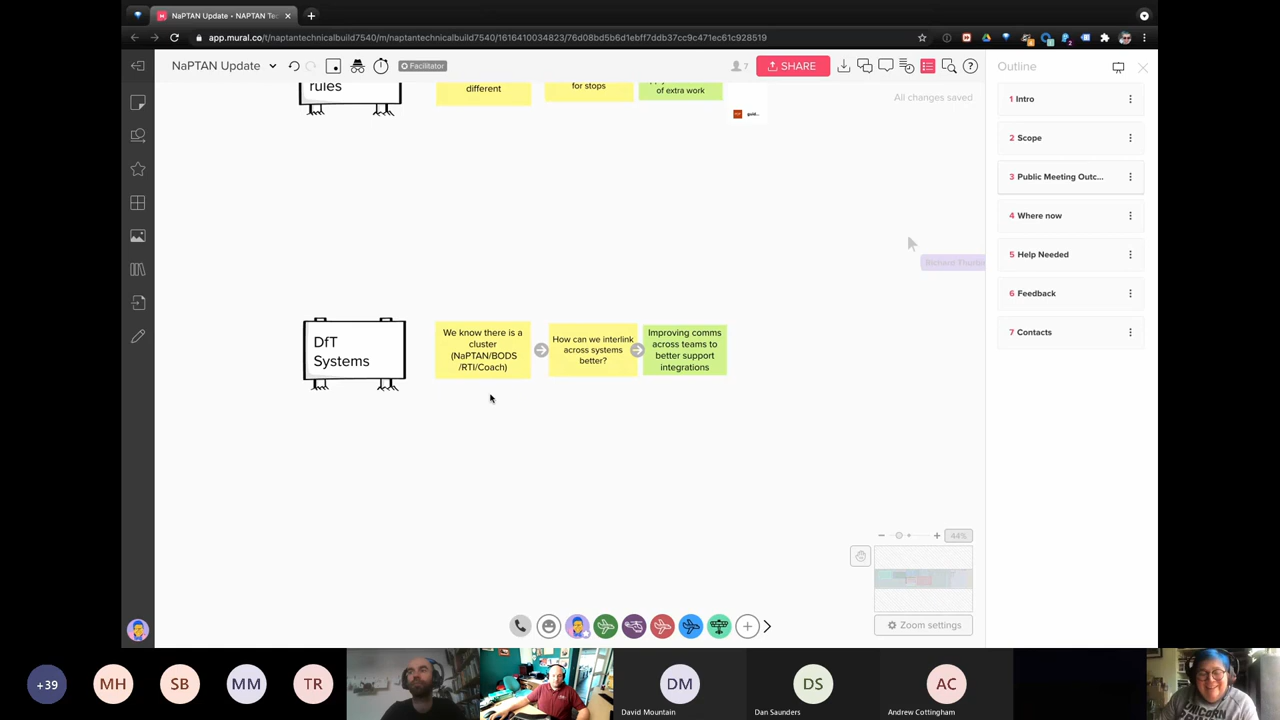 NaPTAN Update • NAPTAN Tec
app.mural.co/t/naptantechnicalbuild7540/m/naptantechnicalbuild7540/1616410034823/76d08bd5b6d1ebff7ddb37cc9c471ec61c928519
NaPTAN Update
Facilitator
7
SHARE
Outline
All changes saved
rules
different
for stops
of extra work
guid...
1 Intro
2 Scope
3 Public Meeting Outc...
4 Where now
5 Help Needed
6 Feedback
7 Contacts
DfT
Systems
We know there is a
cluster
(NaPTAN/BODS
/RTI/Coach)
How can we interlink
across systems
better?
Improving comms
across teams to
better support
integrations
44%
Zoom settings
+39
MH
SB
MM
TR
DM
David Mountain
DS
Dan Saunders
AC
Andrew Cottingham